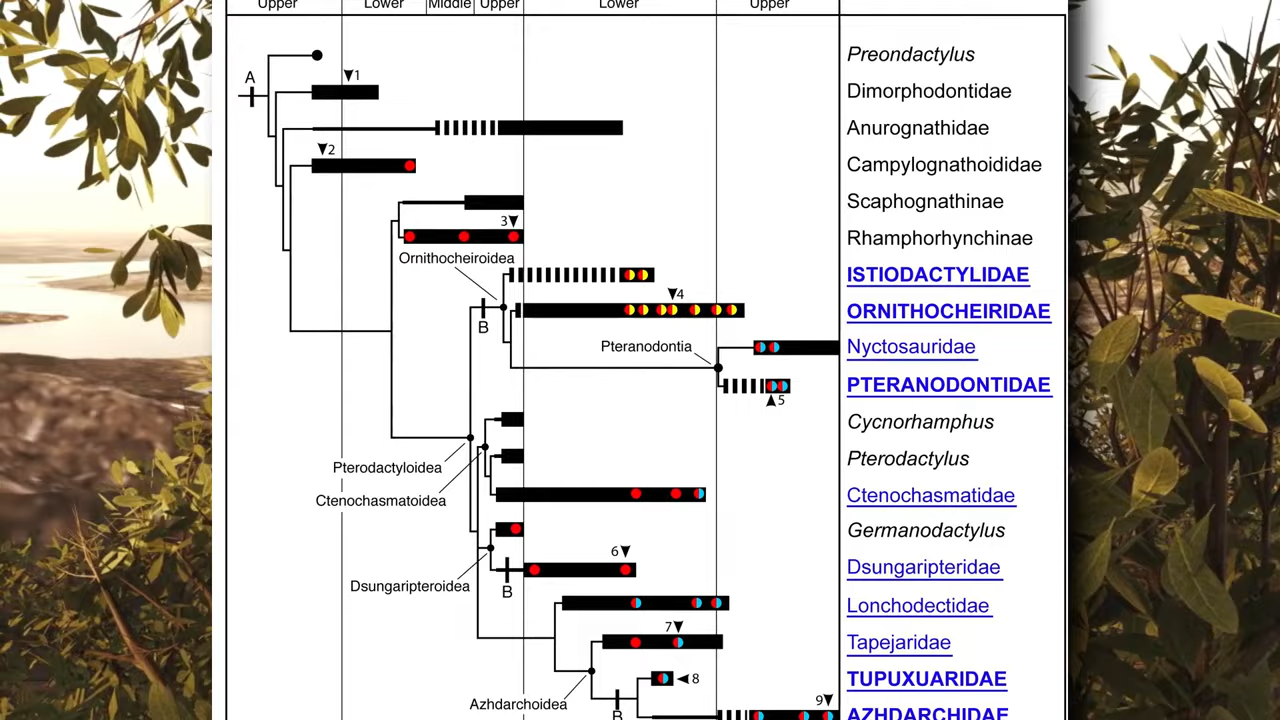 Upper Lower Middle Upper Lower Upper
Preondactylus
A
1
Dimorphodontidae
Anurognathidae
2
Campylognathoididae
Scaphognathinae
3
Rhamphorhynchinae
Ornithocheiroidea
ISTIODACTYLIDAE
4
ORNITHOCHEIRIDAE
B
Pteranodontia
Nyctosauridae
PTERANODONTIDAE
5
Cycnorhamphus
Pterodactyloidea
Pterodactylus
Ctenochasmatoidea
Ctenochasmatidae
Germanodactylus
6
Dsungaripteridae
Dsungaripteroidea
B
Lonchodectidae
7
Tapejaridae
8
TUPUXUARIDAE
Azhdarchoidea
9
B
AZHDARCHIDAE